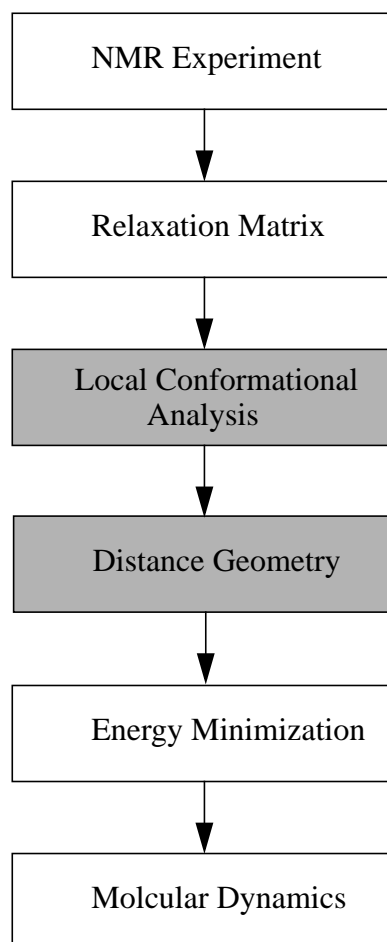 NMR Experiment
Relaxation Matrix
Local Conformational
Analysis
Distance Geometry
Energy Minimization
Molcular Dynamics